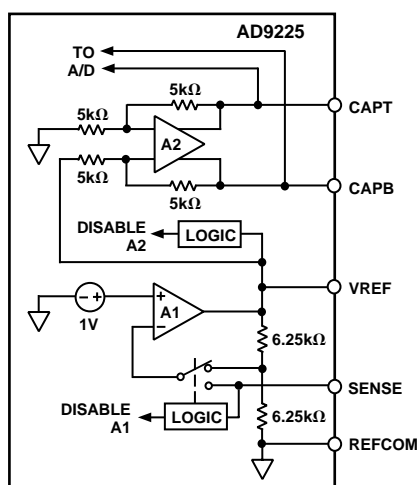 AD9225
TO
A/D
5kΩ
5kΩ
CAPT
A2
5kΩ
5kΩ
CAPB
DISABLE
A2
LOGIC
VREF
A1
1V
6.25kΩ
SENSE
DISABLE
A1
LOGIC
6.25kΩ
REFCOM